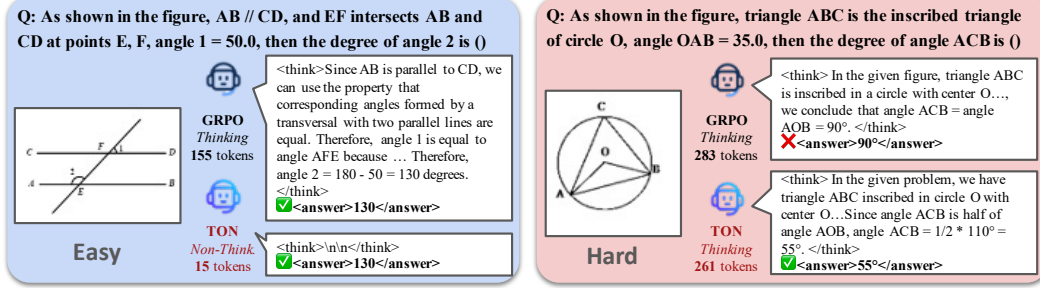 Q: As shown in the figure, AB // CD, and EF intersects AB and
CD at points E, F, angle 1 = 50.0, then the degree of angle 2 is ()
C
F
1
D
A
2
E
B
Easy
GRPO
Thinking
155 tokens
TON
Non-Think
15 tokens
<think>Since AB is parallel to CD, we
can use the property that
corresponding angles formed by a
transversal with two parallel lines are
equal. Therefore, angle 1 is equal to
angle AFE because … Therefore,
angle 2 = 180 - 50 = 130 degrees.
</think>
✅<answer>130</answer>
<think>\n\n</think>
✅<answer>130</answer>
Q: As shown in the figure, triangle ABC is the inscribed triangle
of circle O, angle OAB = 35.0, then the degree of angle ACB is ()
C
O
A
B
Hard
GRPO
Thinking
283 tokens
TON
Thinking
261 tokens
<think> In the given figure, triangle ABC
is inscribed in a circle with center O…,
we conclude that angle ACB = angle
AOB = 90°. </think>
❌<answer>90°</answer>
<think> In the given problem, we have
triangle ABC inscribed in circle O with
center O…Since angle ACB is half of
angle AOB, angle ACB = 1/2 * 110° =
55°. </think>
✅<answer>55°</answer>